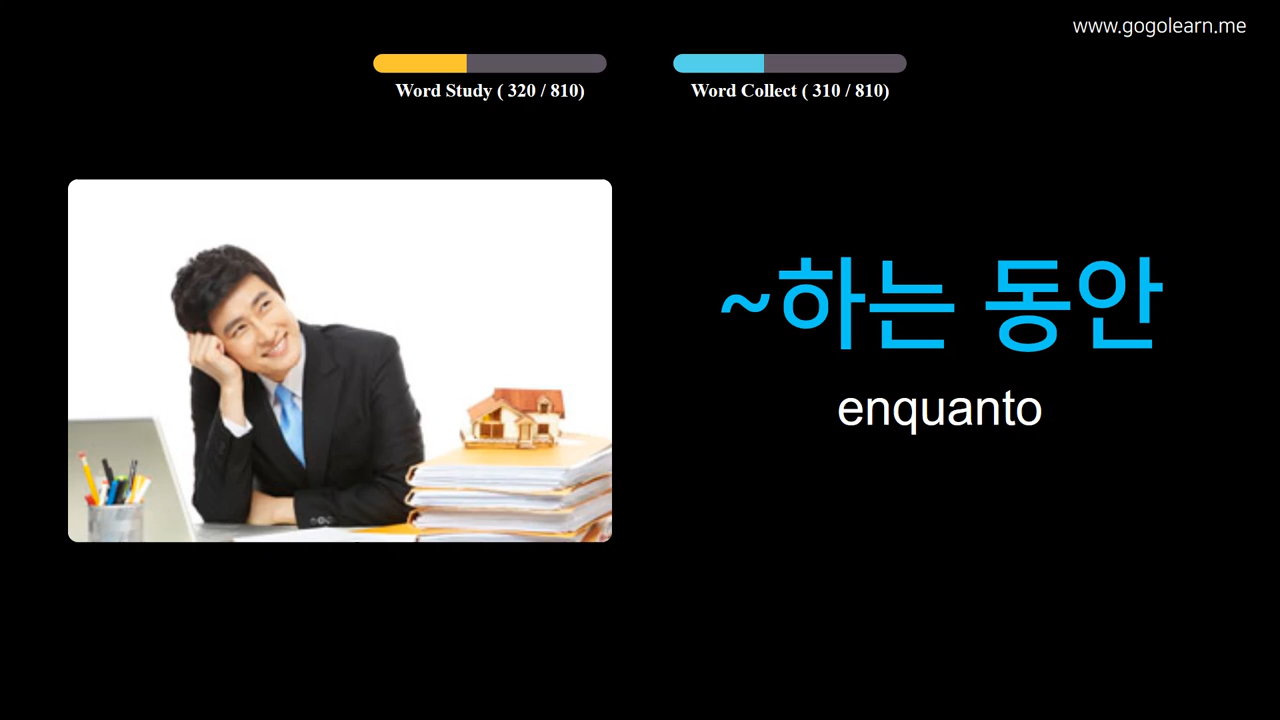 www.gogolearn.me
Word Study ( 320 / 810)
Word Collect ( 310 / 810)
~하는 동안
enquanto